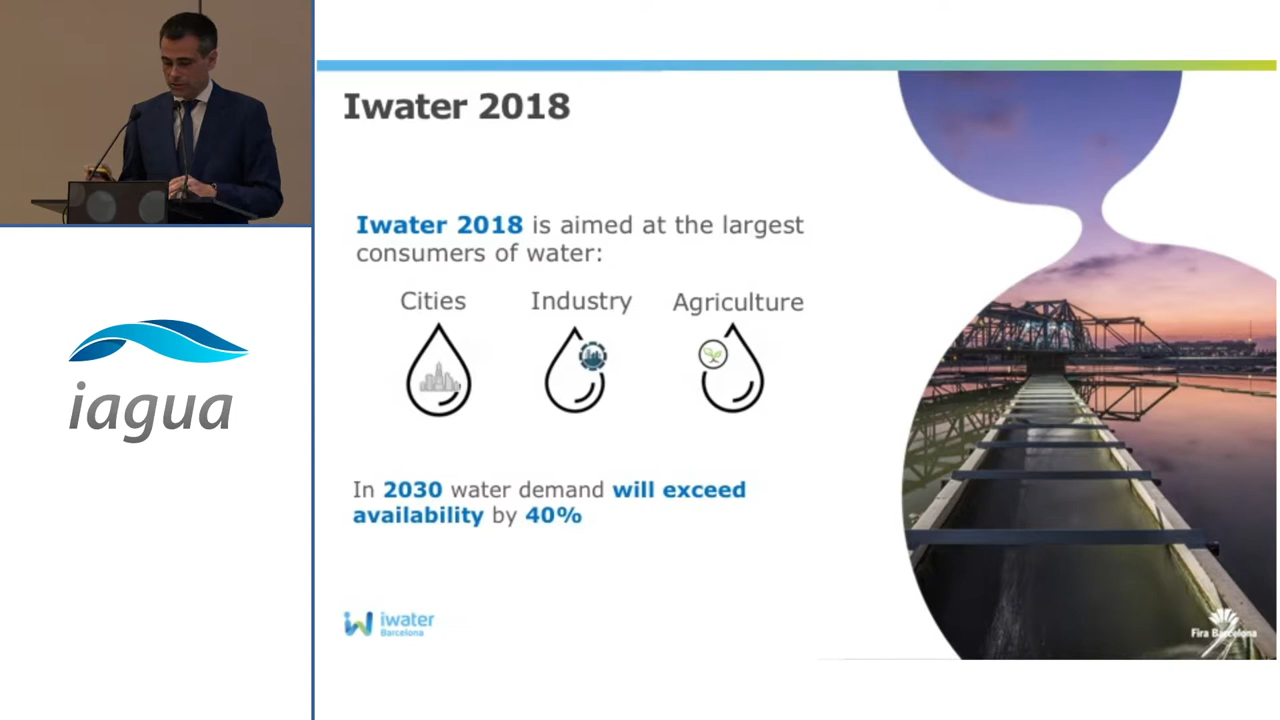 Iwater 2018
Iwater 2018 is aimed at the largest
consumers of water:
Cities
Industry
Agriculture
In 2030 water demand will exceed
availability by 40%
iagua
iwater
Barcelona
Fira Barcelona